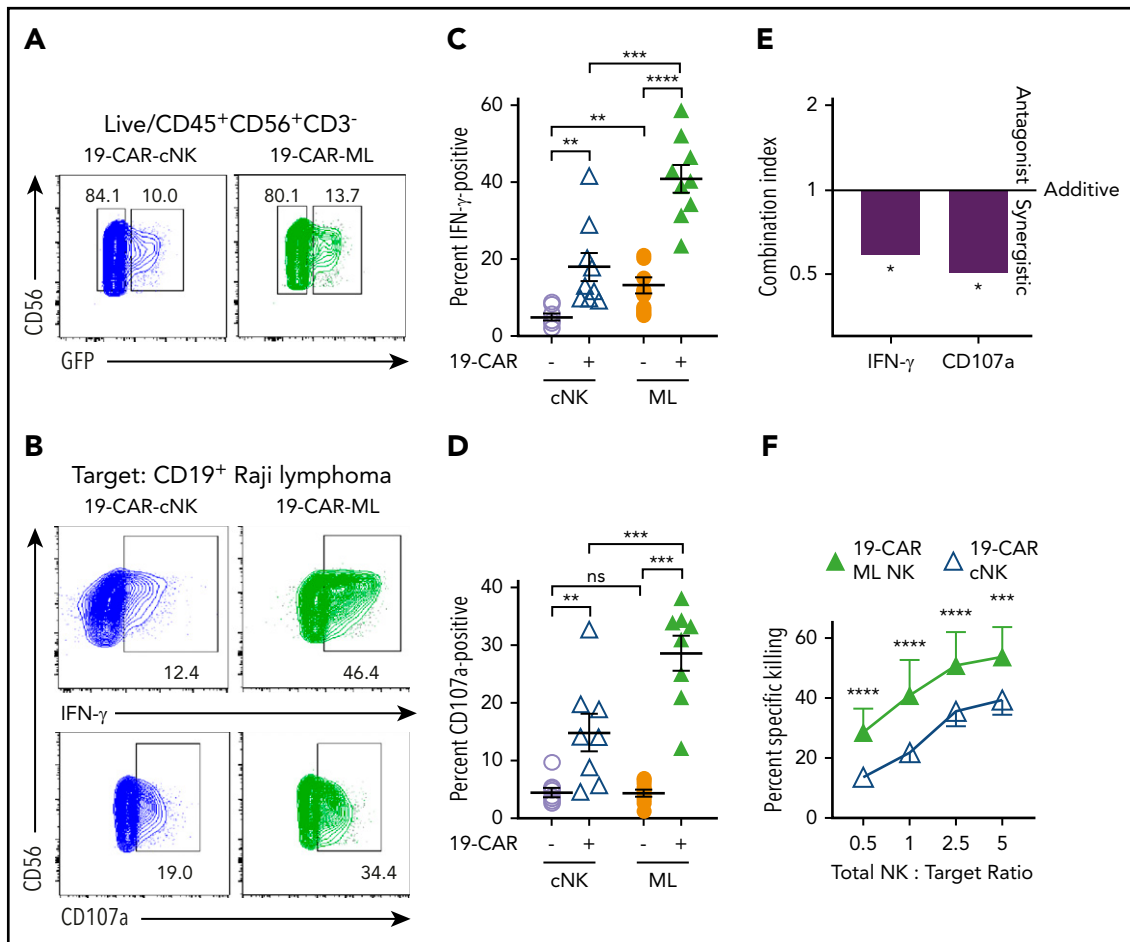 A
Live/CD45⁺CD56⁺CD3⁻
19-CAR-cNK 19-CAR-ML
84.1 10.0 80.1 13.7
CD56
GFP
B
Target: CD19⁺ Raji lymphoma
19-CAR-cNK 19-CAR-ML
12.4 46.4
IFN-γ
19.0 34.4
CD56
CD107a
C
Percent IFN-γ-positive
60
40
20
0
***
****
**
**
19-CAR - + - +
cNK ML
D
Percent CD107a-positive
40
30
20
10
0
***
ns ***
**
19-CAR - + - +
cNK ML
E
Combination index
2
1
0.5
Antagonist
Additive
Synergistic
* *
IFN-γ CD107a
F
19-CAR 19-CAR
ML NK cNK
Percent specific killing
60
40
20
0
**** **** **** ***
0.5 1 2.5 5
Total NK : Target Ratio